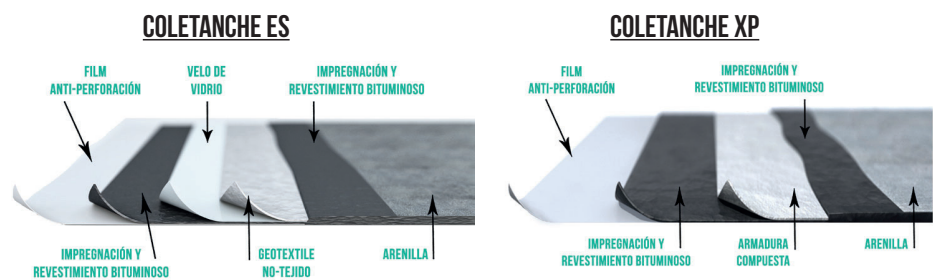 COLETANCHE ES
FILM
ANTI-PERFORACIÓN
VELO DE
VIDRIO
IMPREGNACIÓN Y
REVESTIMIENTO BITUMINOSO
IMPREGNACIÓN Y
REVESTIMIENTO BITUMINOSO
GEOTEXTILE
NO-TEJIDO
ARENILLA
COLETANCHE XP
FILM
ANTI-PERFORACIÓN
IMPREGNACIÓN Y
REVESTIMIENTO BITUMINOSO
IMPREGNACIÓN Y
REVESTIMIENTO BITUMINOSO
ARMADURA
COMPUESTA
ARENILLA